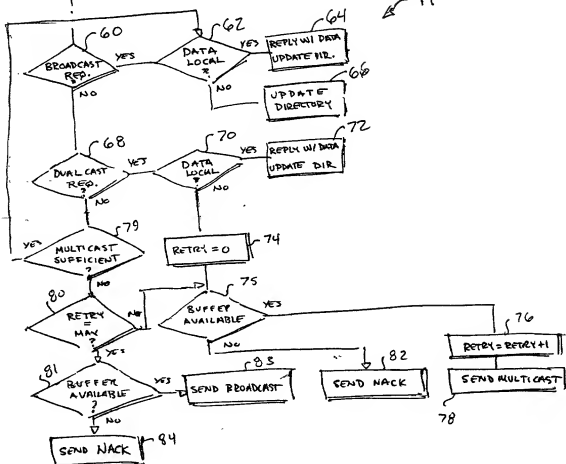 60
62
64
BROADCAST
REQ.
?
YES
DATA
LOCAL
?
YES
REPLY W/ DATA
UPDATE DIR.
NO
NO
66
UPDATE
DIRECTORY
68
70
72
DUALCAST
REQ.
?
YES
DATA
LOCAL
?
YES
REPLY W/ DATA
UPDATE DIR
NO
NO
79
YES
MULTICAST
SUFFICIENT
?
RETRY = 0
74
NO
75
80
RETRY
=
MAX
?
NO
BUFFER
AVAILABLE
YES
76
RETRY = RETRY+1
YES
NO
81
BUFFER
AVAILABLE
?
YES
83
SEND BROADCAST
82
SEND NACK
SEND MULTICAST
78
NO
SEND NACK
84